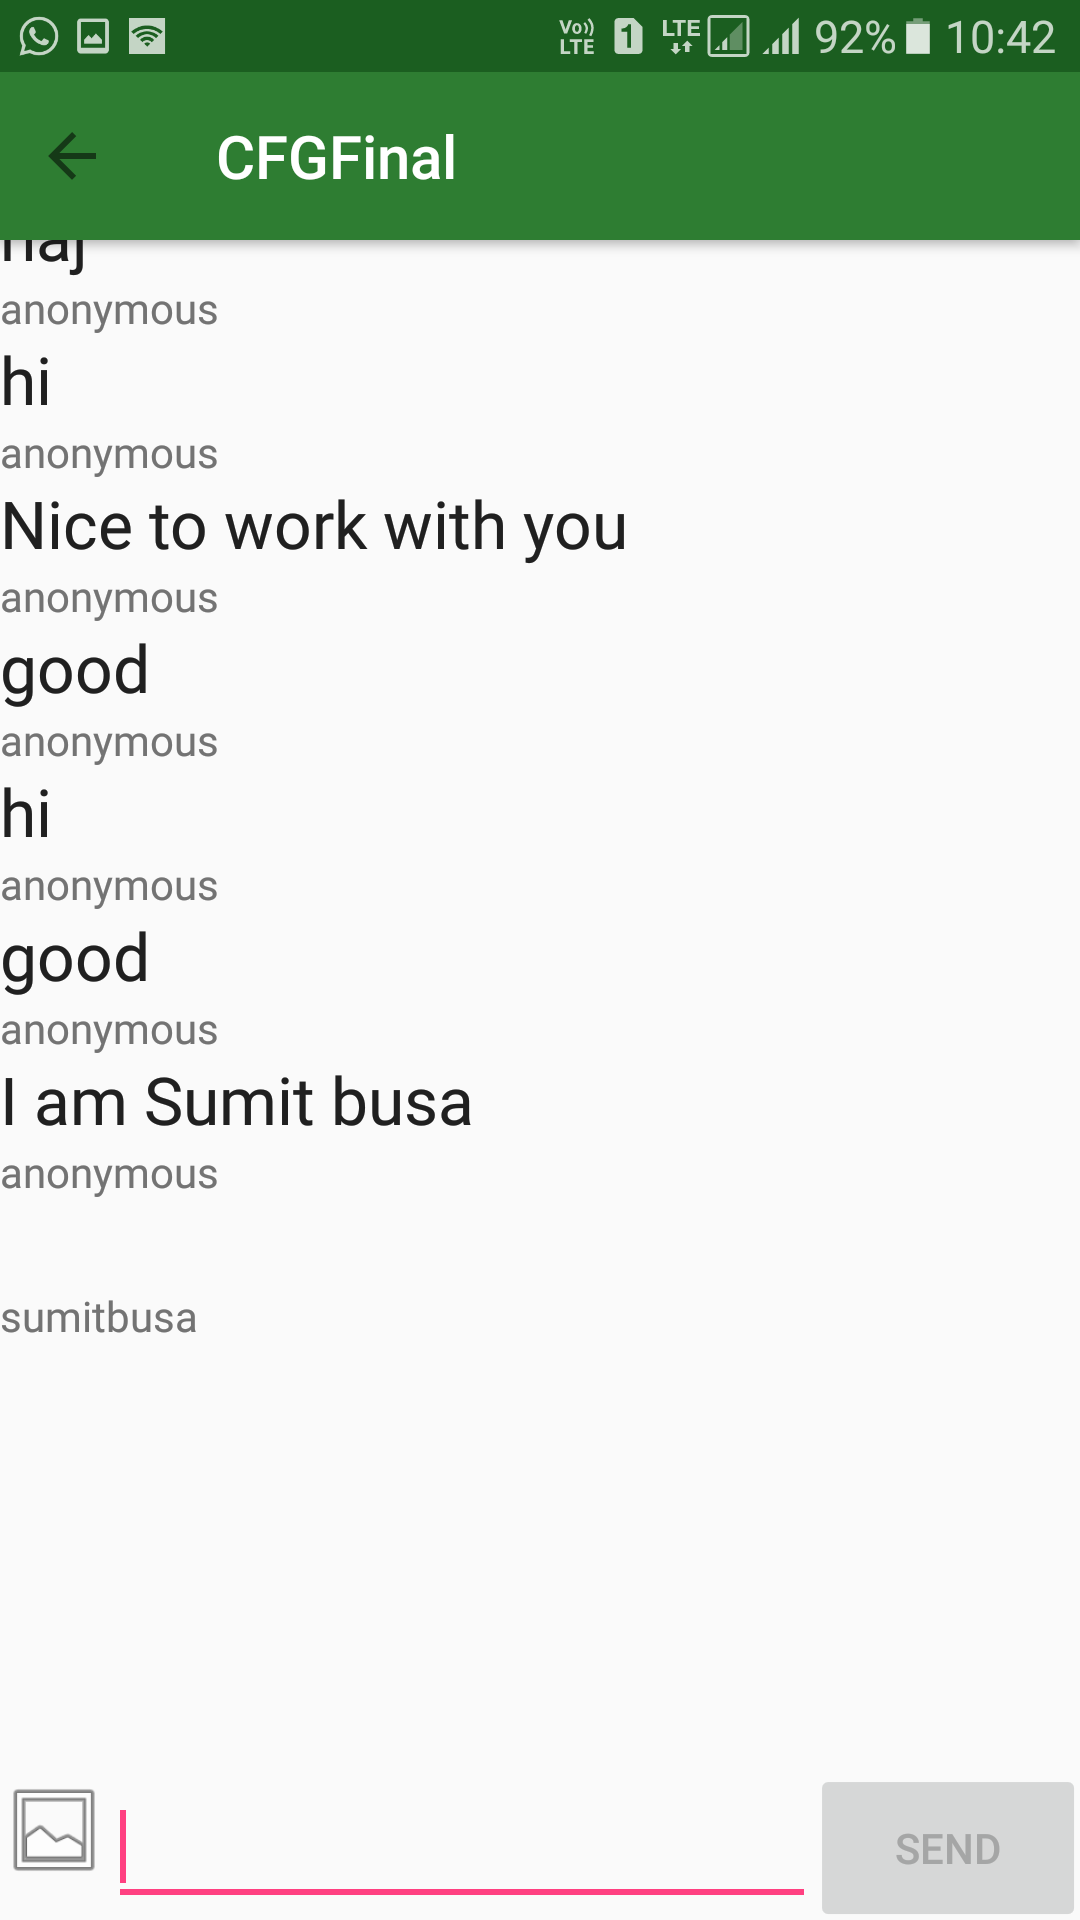 Vo)) LTE 1 LTE 92% 10:42
CFGFinal
anonymous
hi
anonymous
Nice to work with you
anonymous
good
anonymous
hi
anonymous
good
anonymous
I am Sumit busa
anonymous
sumitbusa
SEND